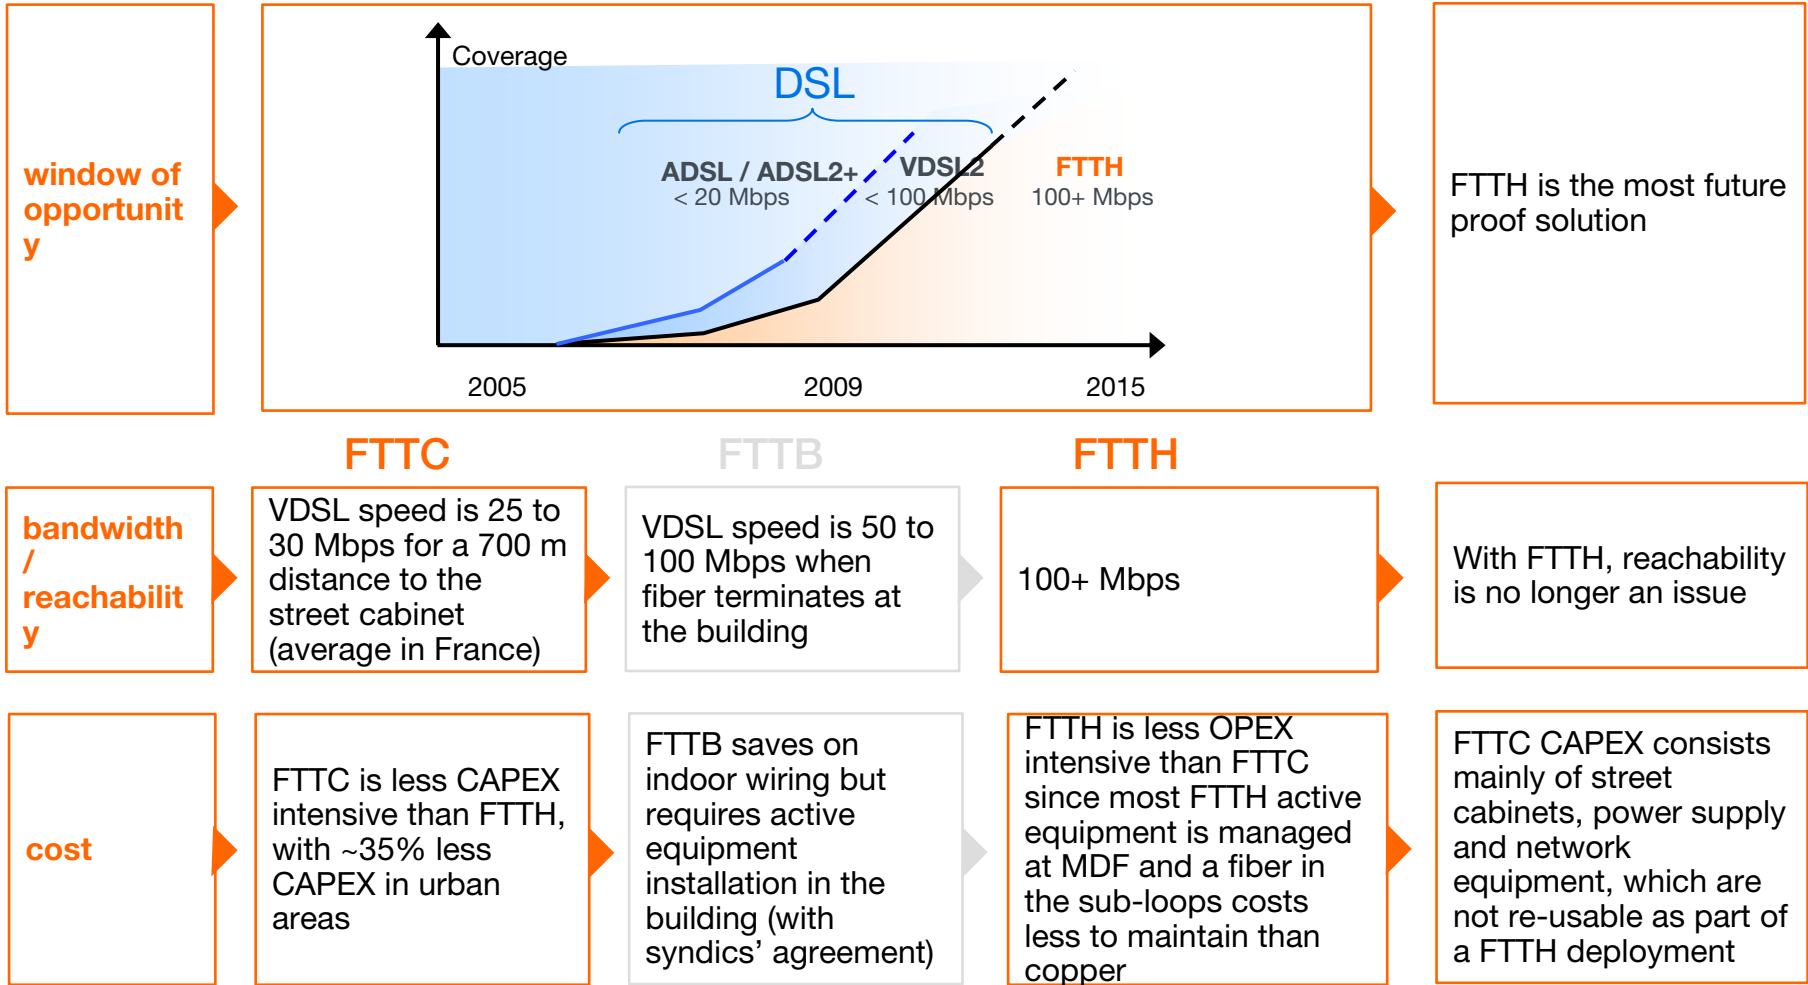 Coverage
DSL
window of
opportunit
y
ADSL / ADSL2+
< 20 Mbps
VDSL2
< 100 Mbps
FTTH
100+ Mbps
FTTH is the most future
proof solution
2005
2009
2015
FTTC
FTTB
FTTH
bandwidth
/
reachabilit
y
VDSL speed is 25 to
30 Mbps for a 700 m
distance to the
street cabinet
(average in France)
VDSL speed is 50 to
100 Mbps when
fiber terminates at
the building
100+ Mbps
With FTTH, reachability
is no longer an issue
cost
FTTC is less CAPEX
intensive than FTTH,
with ~35% less
CAPEX in urban
areas
FTTB saves on
indoor wiring but
requires active
equipment
installation in the
building (with
syndics’ agreement)
FTTH is less OPEX
intensive than FTTC
since most FTTH active
equipment is managed
at MDF and a fiber in
the sub-loops costs
less to maintain than
copper
FTTC CAPEX consists
mainly of street
cabinets, power supply
and network
equipment, which are
not re-usable as part of
a FTTH deployment